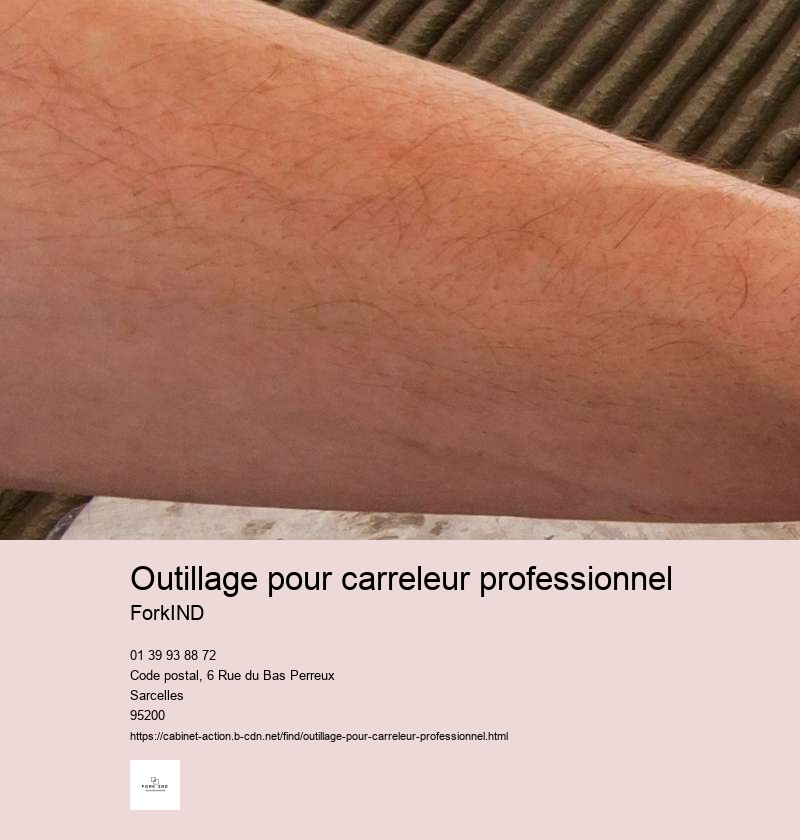 Outillage pour carreleur professionnel
ForkIND
01 39 93 88 72
Code postal, 6 Rue du Bas Perreux
Sarcelles
95200
https://cabinet-action.b-cdn.net/find/outillage-pour-carreleur-professionnel.html
FORK IND